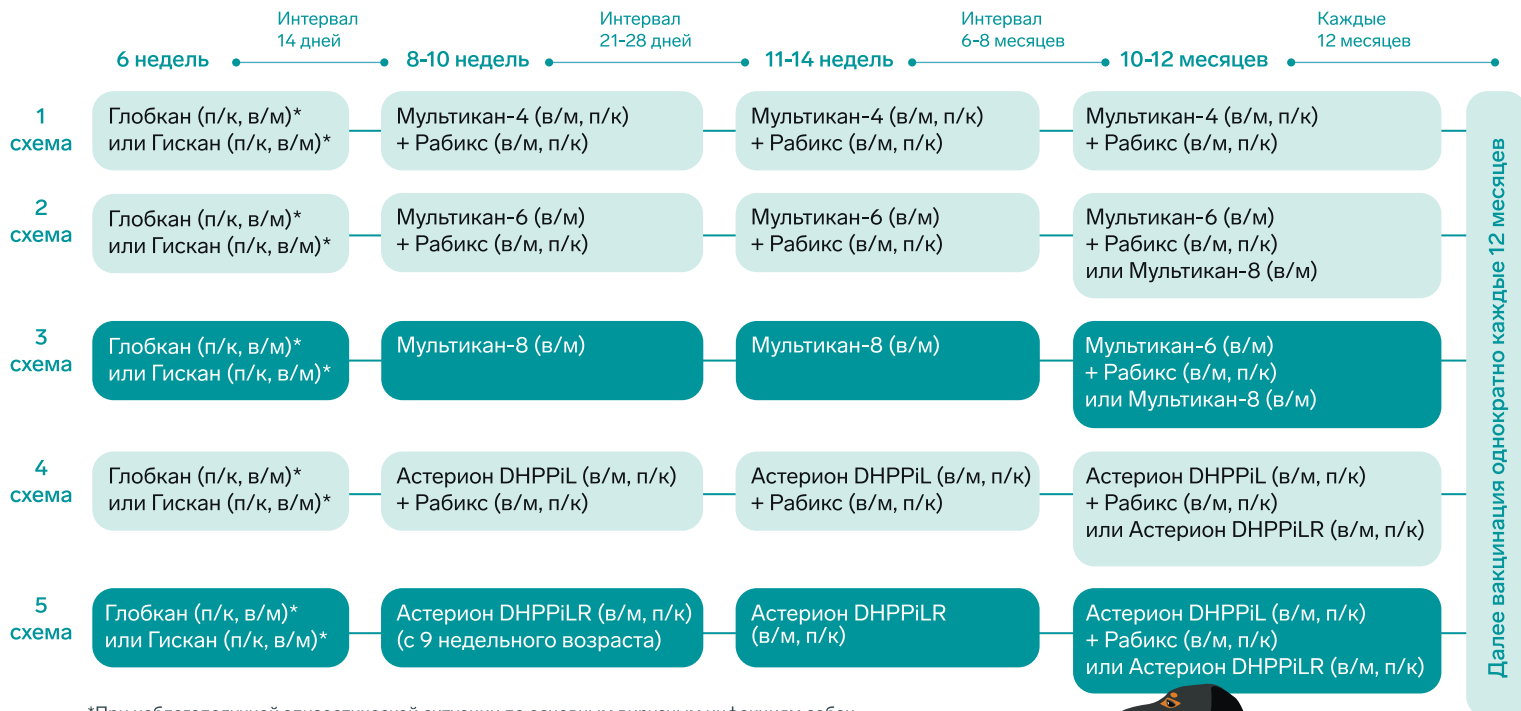 Интервал
14 дней
Интервал
21-28 дней
Интервал
6-8 месяцев
Каждые
12 месяцев
6 недель
8-10 недель
11-14 недель
10-12 месяцев
1
схема
Глобкан (п/к, в/м)*
или Гискан (п/к, в/м)*
Мультикан-4 (в/м, п/к)
+ Рабикс (в/м, п/к)
Мультикан-4 (в/м, п/к)
+ Рабикс (в/м, п/к)
Мультикан-4 (в/м, п/к)
+ Рабикс (в/м, п/к)
2
схема
Глобкан (п/к, в/м)*
или Гискан (п/к, в/м)*
Мультикан-6 (в/м)
+ Рабикс (в/м, п/к)
Мультикан-6 (в/м)
+ Рабикс (в/м, п/к)
Мультикан-6 (в/м)
+ Рабикс (в/м, п/к)
или Мультикан-8 (в/м)
3
схема
Глобкан (п/к, в/м)*
или Гискан (п/к, в/м)*
Мультикан-8 (в/м)
Мультикан-8 (в/м)
Мультикан-6 (в/м)
+ Рабикс (в/м, п/к)
или Мультикан-8 (в/м)
4
схема
Глобкан (п/к, в/м)*
или Гискан (п/к, в/м)*
Астерион DHPPiL (в/м, п/к)
+ Рабикс (в/м, п/к)
Астерион DHPPiL (в/м, п/к)
+ Рабикс (в/м, п/к)
Астерион DHPPiL (в/м, п/к)
+ Рабикс (в/м, п/к)
или Астерион DHPPiLR (в/м, п/к)
5
схема
Глобкан (п/к, в/м)*
или Гискан (п/к, в/м)*
Астерион DHPPiLR (в/м, п/к)
(с 9 недельного возраста)
Астерион DHPPiLR
(в/м, п/к)
Астерион DHPPiL (в/м, п/к)
+ Рабикс (в/м, п/к)
или Астерион DHPPiLR (в/м, п/к)
Далее вакцинация однократно каждые 12 месяцев